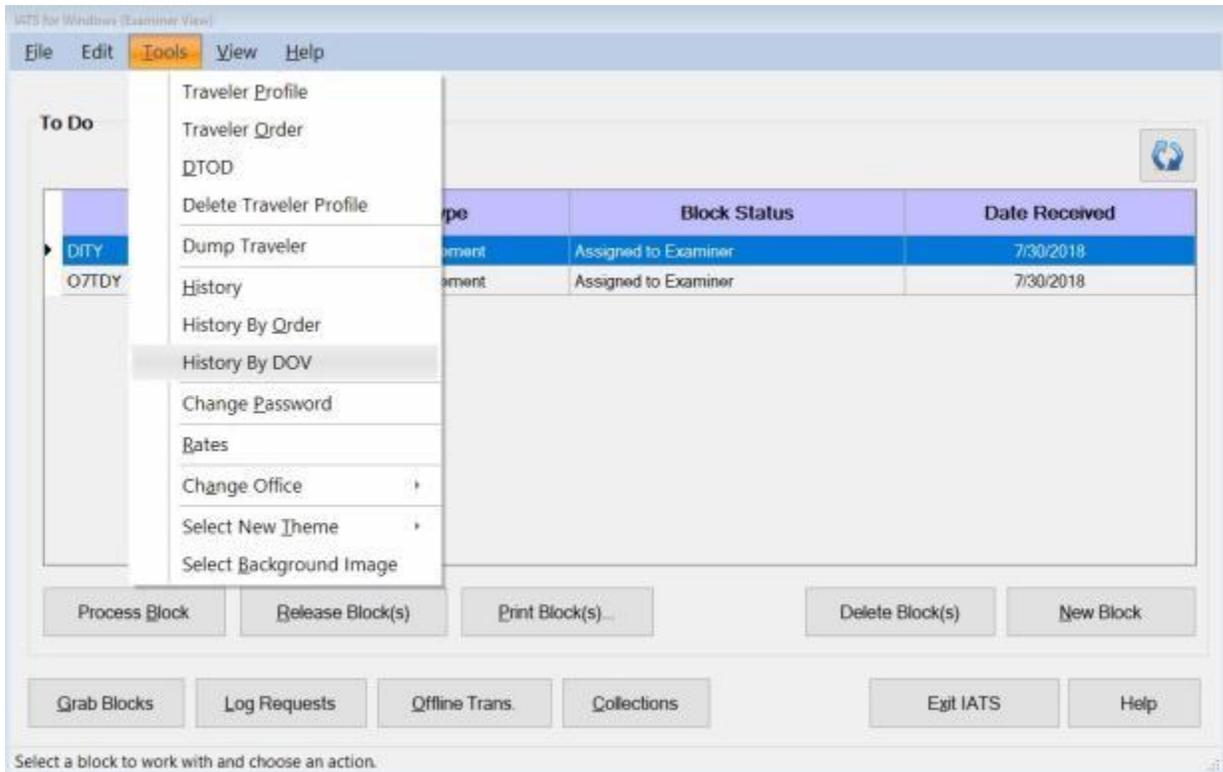 IATS for Windows (Examiner View)
File Edit Tools View Help
Traveler Profile
Traveler Order
DTOD
Delete Traveler Profile
Dump Traveler
History
History By Order
History By DOV
Change Password
Rates
Change Office
Select New Theme
Select Background Image
To Do
ype Block Status Date Received
DITY ement Assigned to Examiner 7/30/2018
O7TDY ement Assigned to Examiner 7/30/2018
Process Block Release Block(s) Print Block(s)... Delete Block(s) New Block
Grab Blocks Log Requests Offline Trans. Collections Exit IATS Help
Select a block to work with and choose an action.